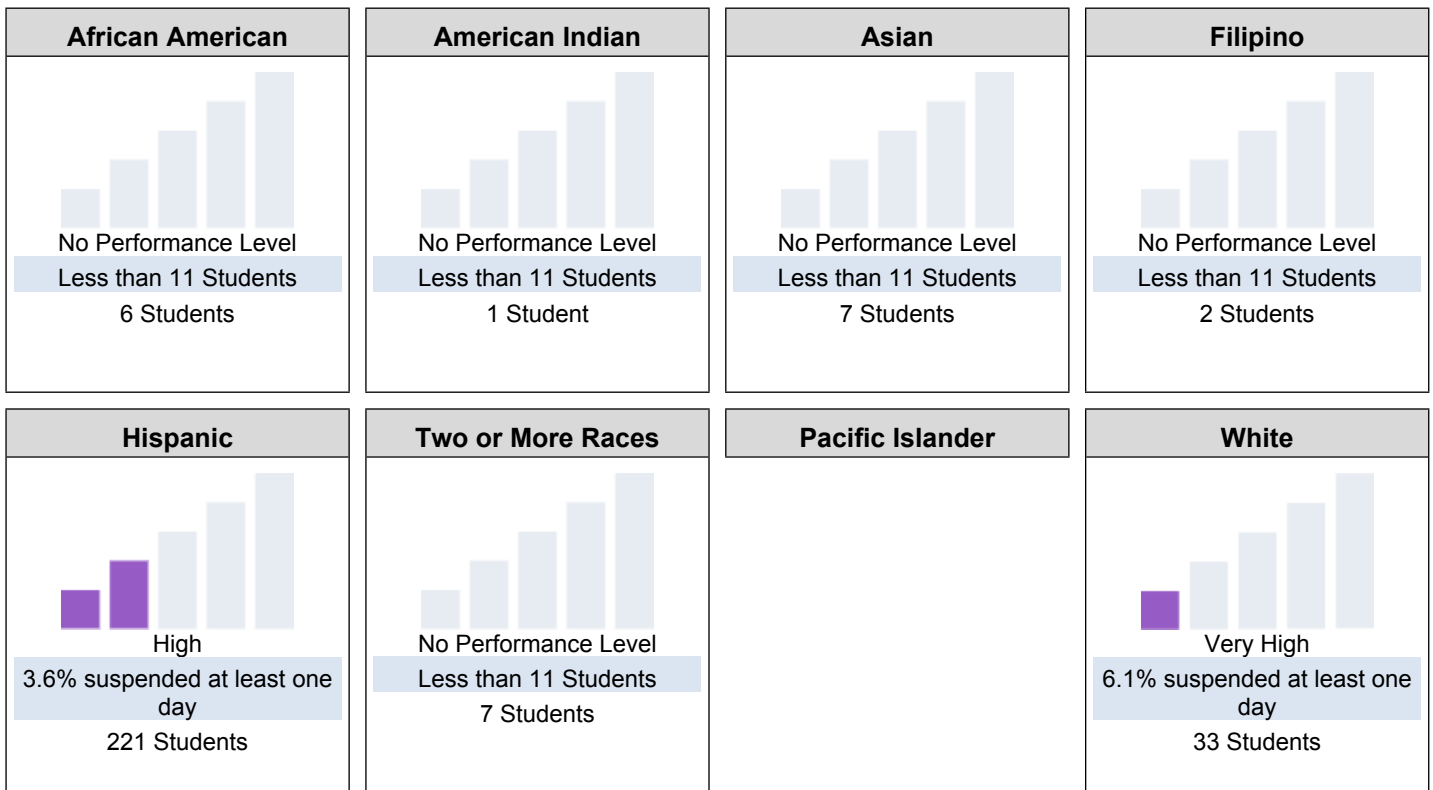 African American
No Performance Level
Less than 11 Students
6 Students
American Indian
No Performance Level
Less than 11 Students
1 Student
Asian
No Performance Level
Less than 11 Students
7 Students
Filipino
No Performance Level
Less than 11 Students
2 Students
Hispanic
High
3.6% suspended at least one
day
221 Students
Two or More Races
No Performance Level
Less than 11 Students
7 Students
Pacific Islander
White
Very High
6.1% suspended at least one
day
33 Students